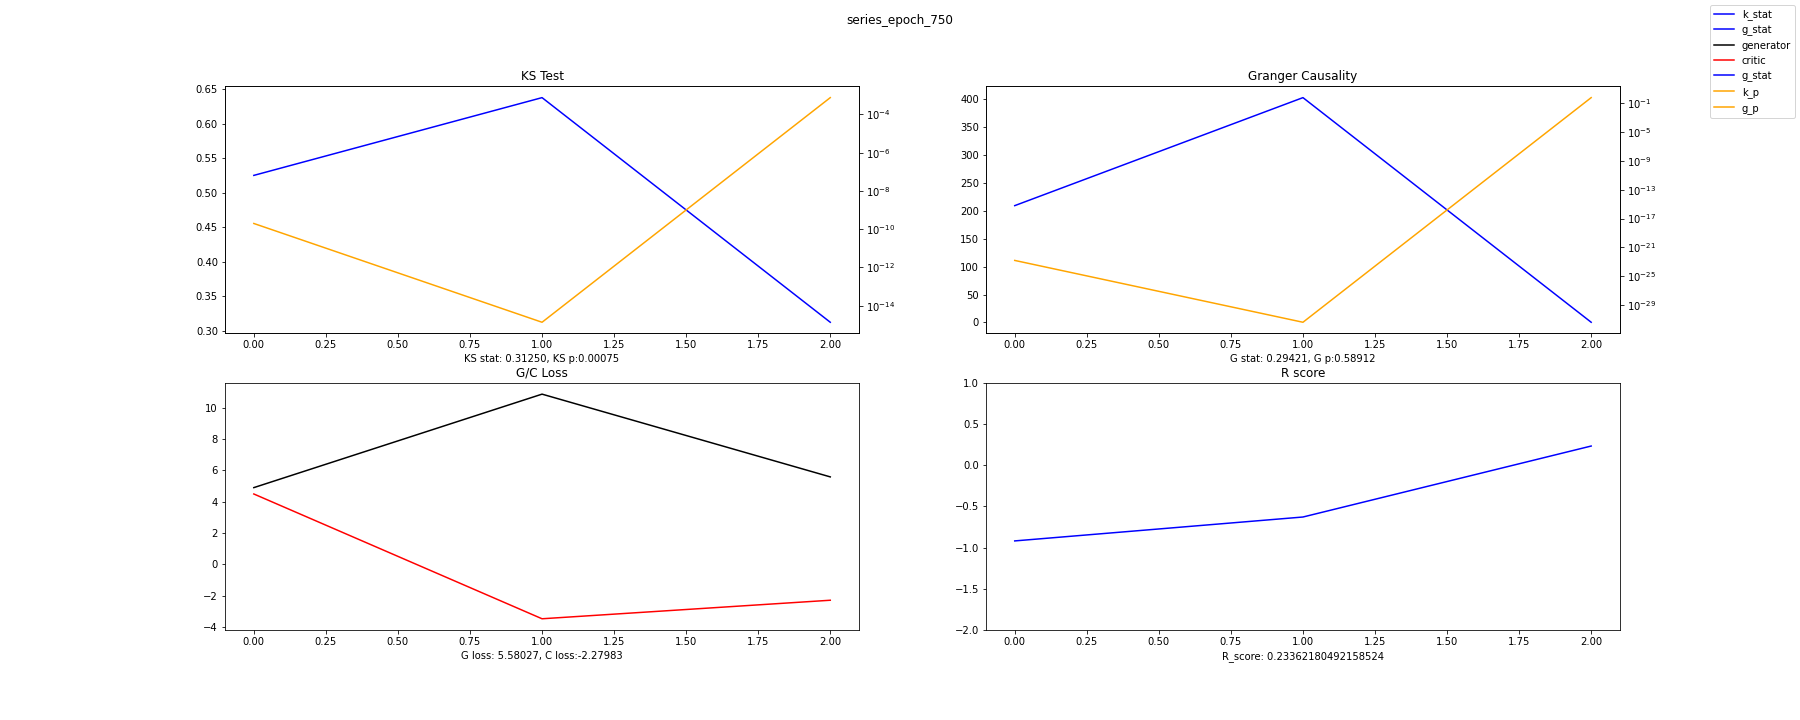 series_epoch_750
k_stat
g_stat
generator
critic
g_stat
k_p
g_p
KS Test
0.65
0.60
0.55
0.50
0.45
0.40
0.35
0.30
10⁻⁴
10⁻⁶
10⁻⁸
10⁻¹⁰
10⁻¹²
10⁻¹⁴
0.00 0.25 0.50 0.75 1.00 1.25 1.50 1.75 2.00
KS stat: 0.31250, KS p:0.00075
Granger Causality
400
350
300
250
200
150
100
50
0
10⁻¹
10⁻⁵
10⁻⁹
10⁻¹³
10⁻¹⁷
10⁻²¹
10⁻²⁵
10⁻²⁹
0.00 0.25 0.50 0.75 1.00 1.25 1.50 1.75 2.00
G stat: 0.29421, G p:0.58912
G/C Loss
10
8
6
4
2
0
−2
−4
0.00 0.25 0.50 0.75 1.00 1.25 1.50 1.75 2.00
G loss: 5.58027, C loss:-2.27983
R score
1.0
0.5
0.0
−0.5
−1.0
−1.5
−2.0
0.00 0.25 0.50 0.75 1.00 1.25 1.50 1.75 2.00
R_score: 0.23362180492158524